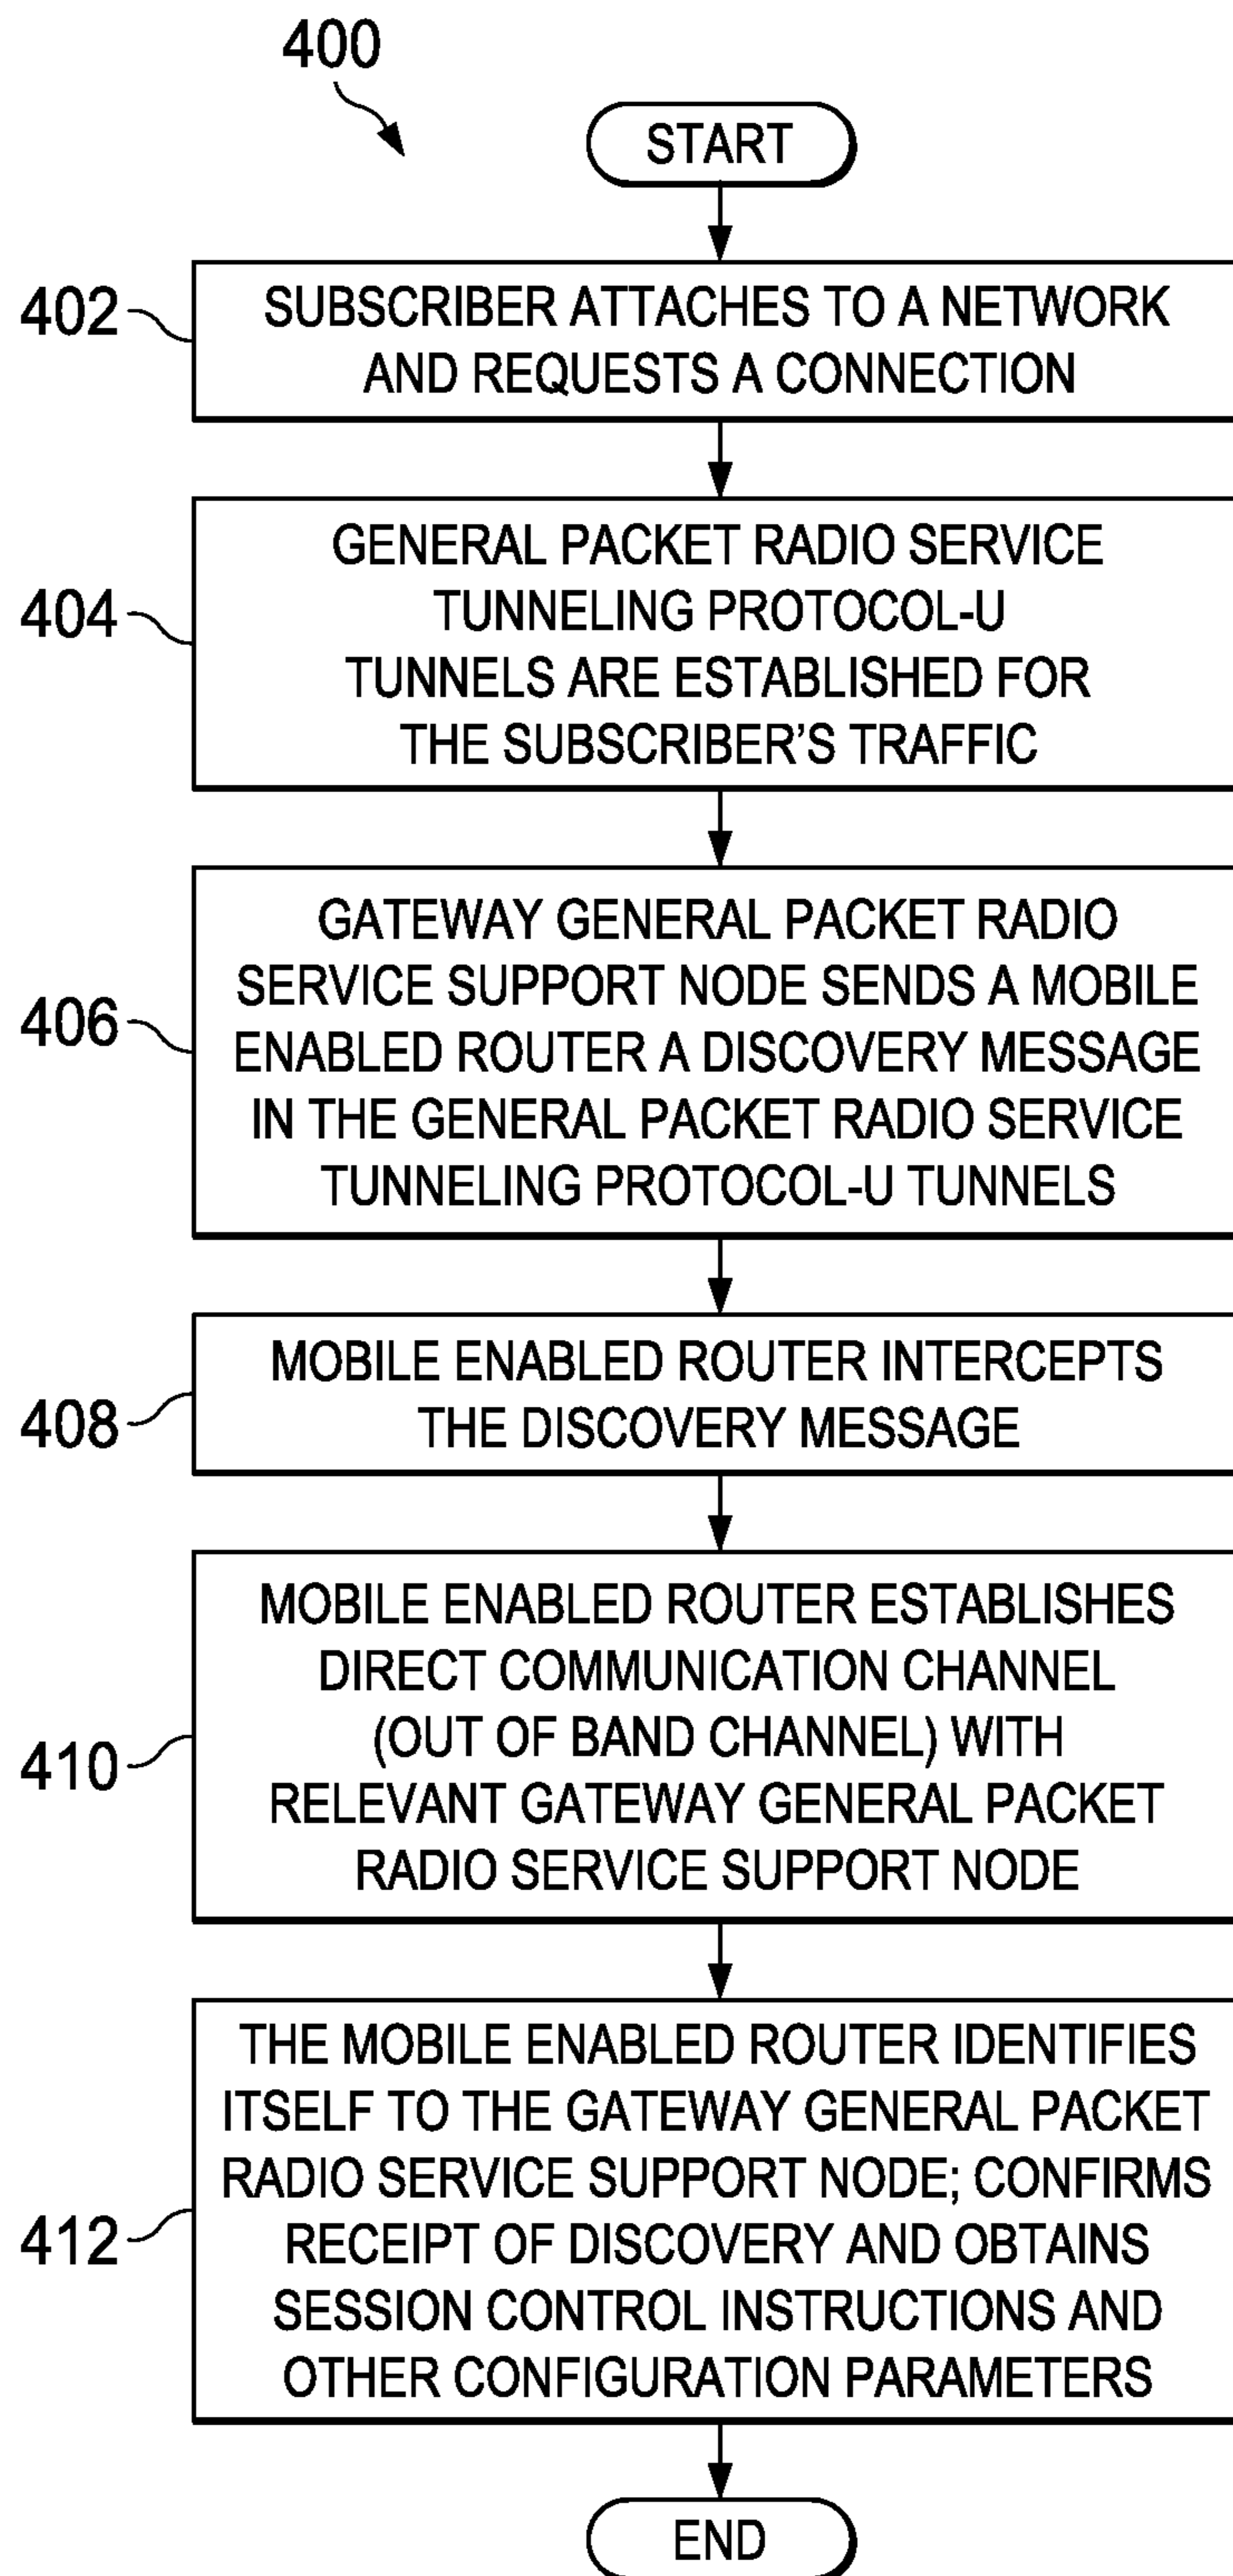 400
START
402
SUBSCRIBER ATTACHES TO A NETWORK
AND REQUESTS A CONNECTION
404
GENERAL PACKET RADIO SERVICE
TUNNELING PROTOCOL-U
TUNNELS ARE ESTABLISHED FOR
THE SUBSCRIBER'S TRAFFIC
406
GATEWAY GENERAL PACKET RADIO
SERVICE SUPPORT NODE SENDS A MOBILE
ENABLED ROUTER A DISCOVERY MESSAGE
IN THE GENERAL PACKET RADIO SERVICE
TUNNELING PROTOCOL-U TUNNELS
408
MOBILE ENABLED ROUTER INTERCEPTS
THE DISCOVERY MESSAGE
410
MOBILE ENABLED ROUTER ESTABLISHES
DIRECT COMMUNICATION CHANNEL
(OUT OF BAND CHANNEL) WITH
RELEVANT GATEWAY GENERAL PACKET
RADIO SERVICE SUPPORT NODE
412
THE MOBILE ENABLED ROUTER IDENTIFIES
ITSELF TO THE GATEWAY GENERAL PACKET
RADIO SERVICE SUPPORT NODE; CONFIRMS
RECEIPT OF DISCOVERY AND OBTAINS
SESSION CONTROL INSTRUCTIONS AND
OTHER CONFIGURATION PARAMETERS
END